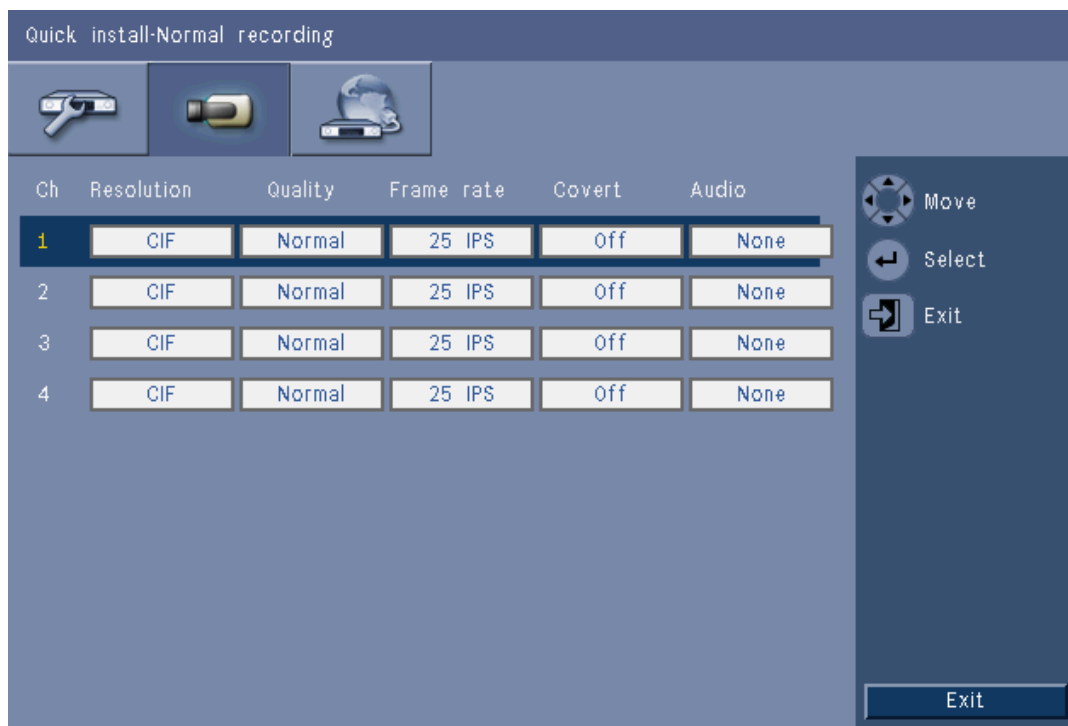 Quick install-Normal recording
Ch Resolution Quality Frame rate Covert Audio
1 CIF Normal 25 IPS Off None
2 CIF Normal 25 IPS Off None
3 CIF Normal 25 IPS Off None
4 CIF Normal 25 IPS Off None
Move
Select
Exit
Exit